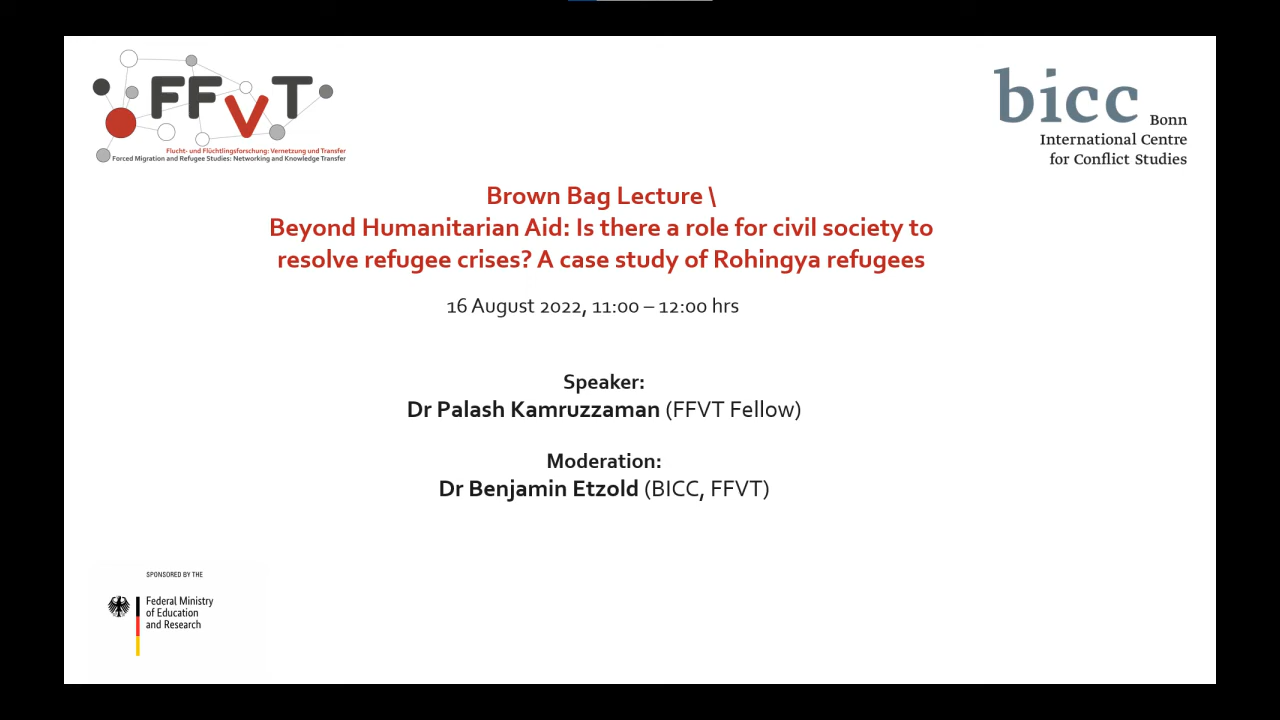 FFVT
Flucht- und Flüchtlingsforschung: Vernetzung und Transfer
Forced Migration and Refugee Studies: Networking and Knowledge Transfer
bicc Bonn
International Centre
for Conflict Studies
Brown Bag Lecture \
Beyond Humanitarian Aid: Is there a role for civil society to
resolve refugee crises? A case study of Rohingya refugees
16 August 2022, 11:00 – 12:00 hrs
Speaker:
Dr Palash Kamruzzaman (FFVT Fellow)
Moderation:
Dr Benjamin Etzold (BICC, FFVT)
SPONSORED BY THE
Federal Ministry
of Education
and Research